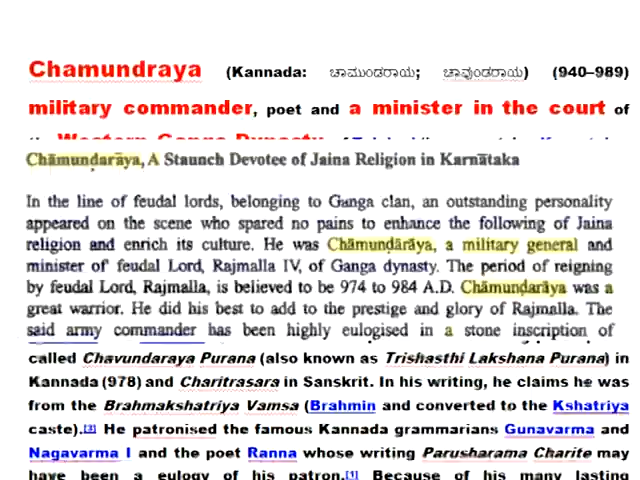 Chamundraya (Kannada: ಚಾಮುಂಡರಾಯ; ಚಾವುಂಡರಾಯ) (940–989)
military commander, poet and a minister in the court of
the Western Ganga Dynasty
Chāmuṇḍarāya, A Staunch Devotee of Jaina Religion in Karnātaka
In the line of feudal lords, belonging to Ganga clan, an outstanding personality
appeared on the scene who spared no pains to enhance the following of Jaina
religion and enrich its culture. He was Chāmuṇḍārāya, a military general and
minister of feudal Lord, Rajmalla IV, of Ganga dynasty. The period of reigning
by feudal Lord, Rajmalla, is believed to be 974 to 984 A.D. Chāmuṇḍarāya was a
great warrior. He did his best to add to the prestige and glory of Rajmalla. The
said army commander has been highly eulogised in a stone inscription of
called Chavundaraya Purana (also known as Trishasthi Lakshana Purana) in
Kannada (978) and Charitrasara in Sanskrit. In his writing, he claims he was
from the Brahmakshatriya Vamsa (Brahmin and converted to the Kshatriya
caste).[3] He patronised the famous Kannada grammarians Gunavarma and
Nagavarma I and the poet Ranna whose writing Parusharama Charite may
have been a eulogy of his patron.[1] Because of his many lasting